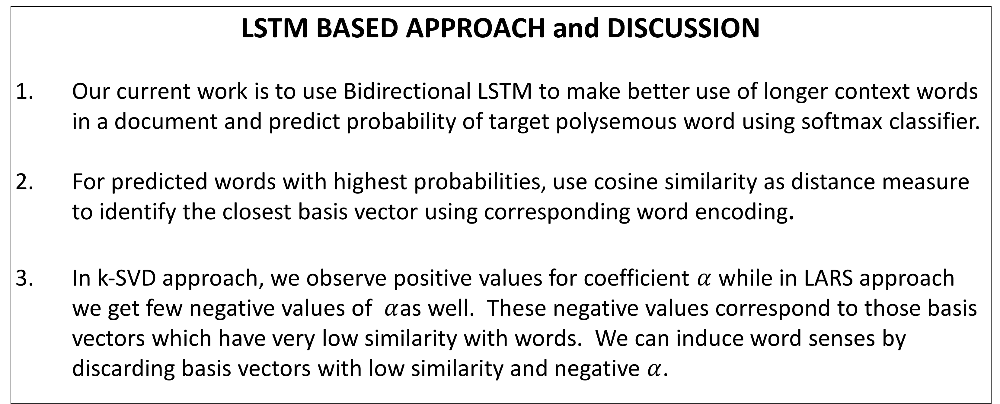 LSTM BASED APPROACH and DISCUSSION
1. Our current work is to use Bidirectional LSTM to make better use of longer context words
in a document and predict probability of target polysemous word using softmax classifier.
2. For predicted words with highest probabilities, use cosine similarity as distance measure
to identify the closest basis vector using corresponding word encoding.
3. In k-SVD approach, we observe positive values for coefficient 𝛼 while in LARS approach
we get few negative values of 𝛼as well. These negative values correspond to those basis
vectors which have very low similarity with words. We can induce word senses by
discarding basis vectors with low similarity and negative 𝛼.